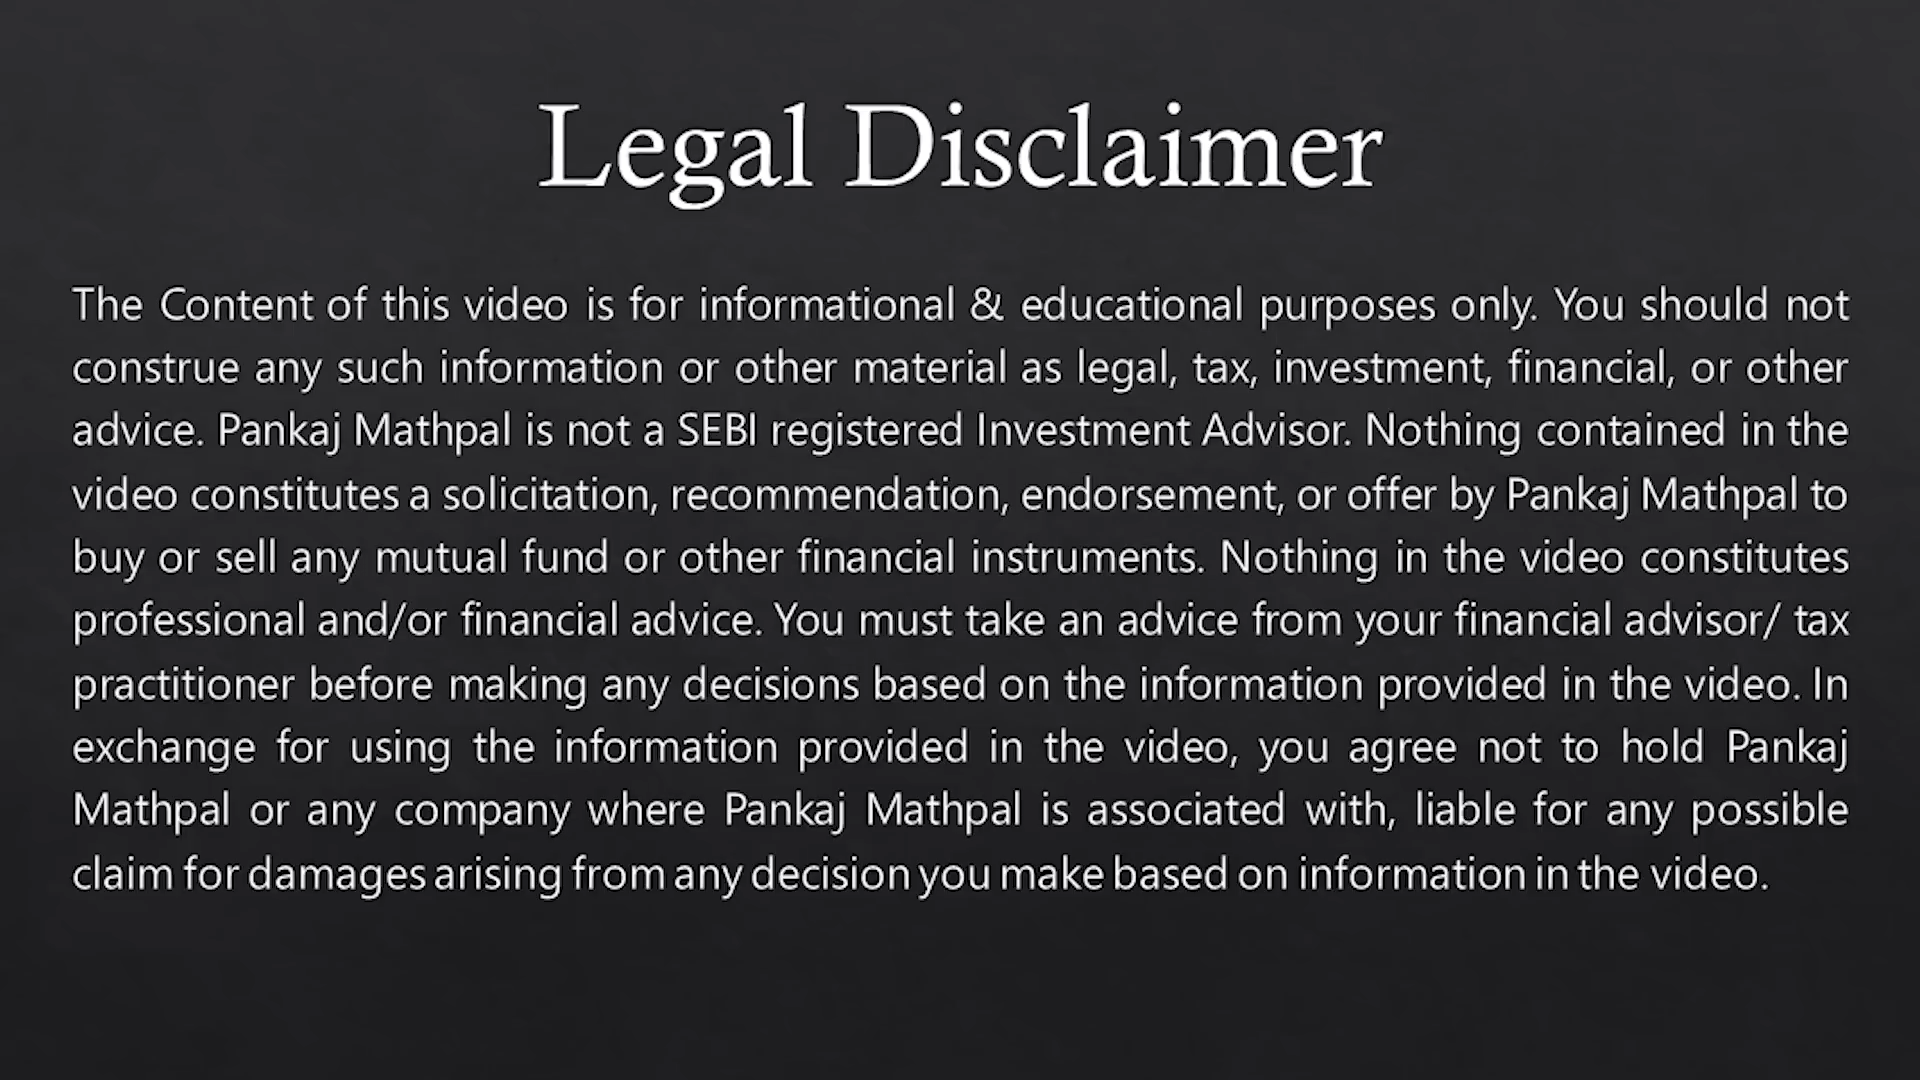 Legal Disclaimer
The Content of this video is for informational & educational purposes only. You should not
construe any such information or other material as legal, tax, investment, financial, or other
advice. Pankaj Mathpal is not a SEBI registered Investment Advisor. Nothing contained in the
video constitutes a solicitation, recommendation, endorsement, or offer by Pankaj Mathpal to
buy or sell any mutual fund or other financial instruments. Nothing in the video constitutes
professional and/or financial advice. You must take an advice from your financial advisor/ tax
practitioner before making any decisions based on the information provided in the video. In
exchange for using the information provided in the video, you agree not to hold Pankaj
Mathpal or any company where Pankaj Mathpal is associated with, liable for any possible
claim for damages arising from any decision you make based on information in the video.